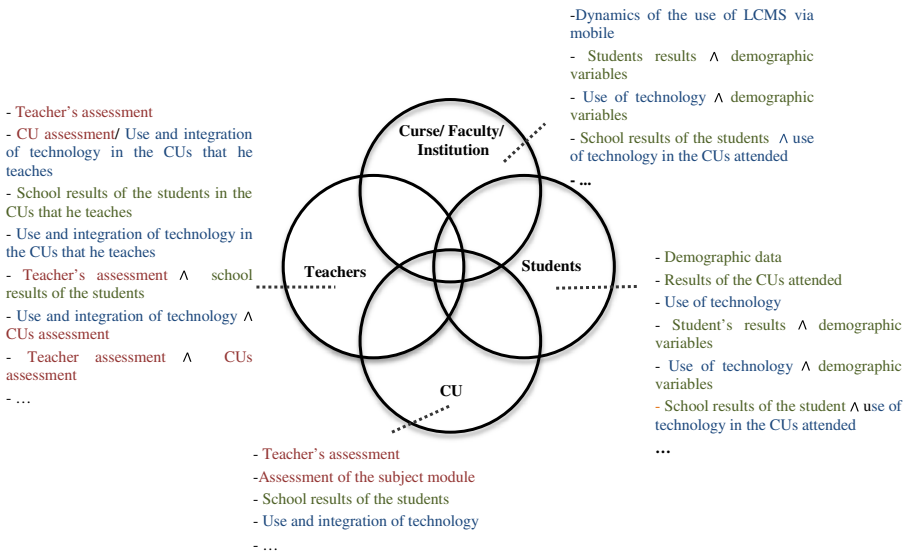 -Dynamics of the use of LCMS via
mobile
- Students results ∧ demographic
variables
- Use of technology ∧ demographic
variables
- School results of the students ∧ use
of technology in the CUs attended
- ...
- Teacher's assessment
- CU assessment/ Use and integration
of technology in the CUs that he
teaches
- School results of the students in the
CUs that he teaches
- Use and integration of technology in
the CUs that he teaches
- Teacher's assessment ∧ school
results of the students
- Use and integration of technology ∧
CUs assessment
- Teacher assessment ∧ CUs
assessment
- …
Curse/ Faculty/
Institution
Teachers
Students
CU
- Demographic data
- Results of the CUs attended
- Use of technology
- Student's results ∧ demographic
variables
- Use of technology ∧ demographic
variables
- School results of the student ∧ use of
technology in the CUs attended
...
- Teacher's assessment
-Assessment of the subject module
- School results of the students
- Use and integration of technology
- …